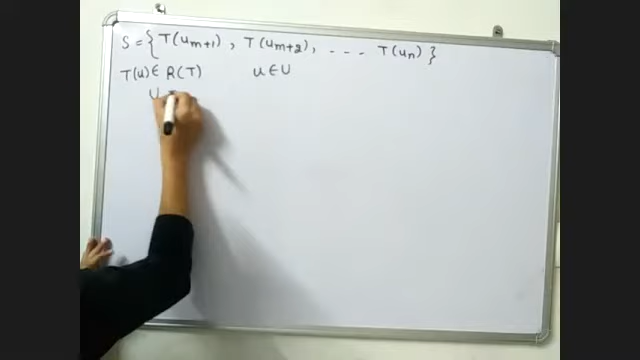 S = { T(u_{m+1}) , T(u_{m+2}) , - - - T(u_n) }
T(u) ∈ R(T) u ∈ U
u =